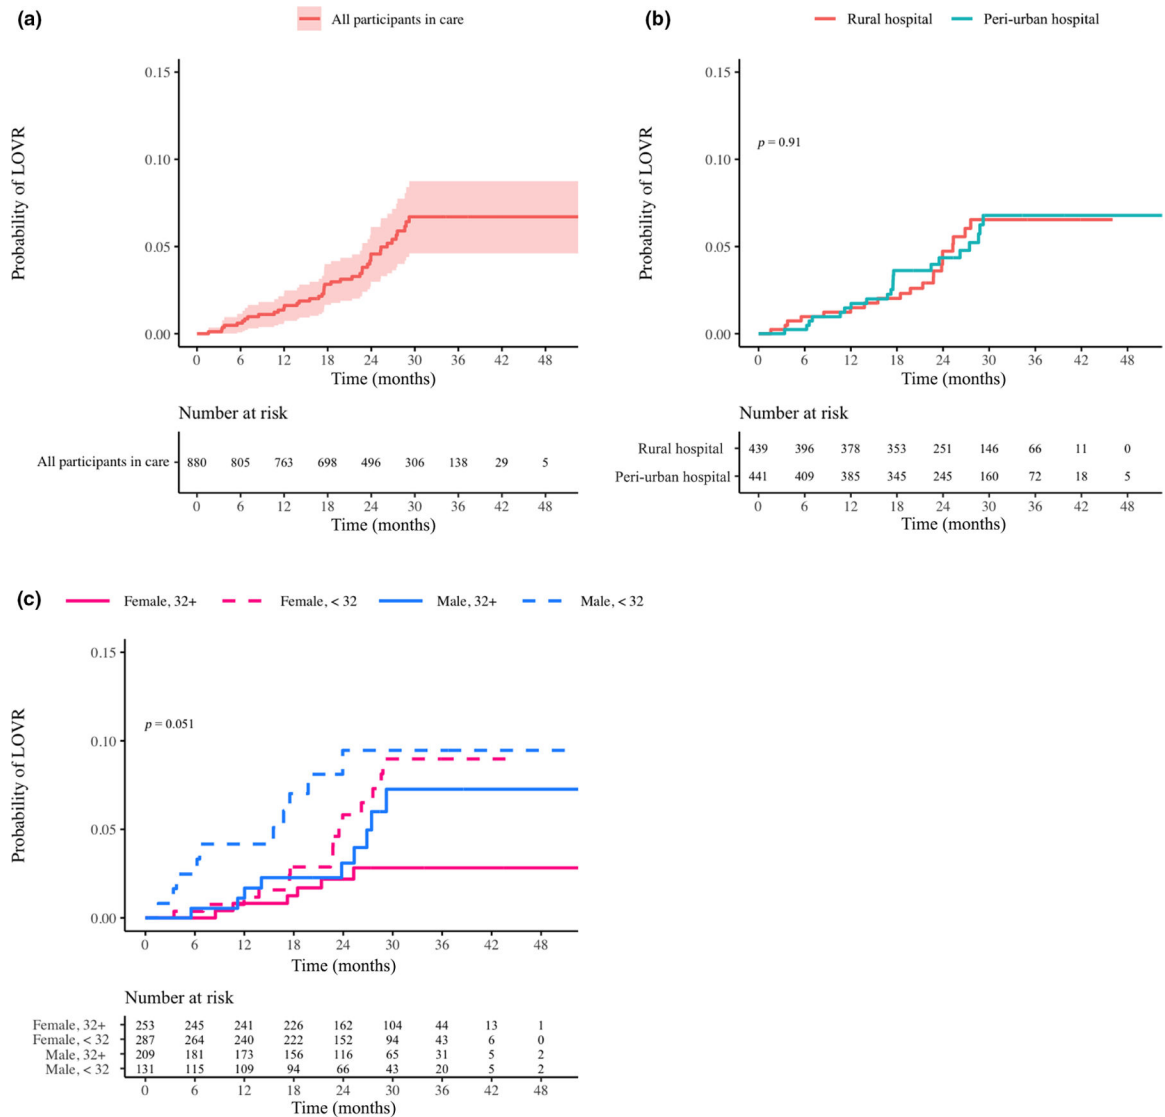 (a)
All participants in care
Probability of LOVR
0.15
0.10
0.05
0.00
0 6 12 18 24 30 36 42 48
Time (months)
Number at risk
All participants in care 880 805 763 698 496 306 138 29 5
0 6 12 18 24 30 36 42 48
Time (months)
(b)
Rural hospital Peri-urban hospital
Probability of LOVR
0.15
0.10
0.05
0.00
p = 0.91
0 6 12 18 24 30 36 42 48
Time (months)
Number at risk
Rural hospital 439 396 378 353 251 146 66 11 0
Peri-urban hospital 441 409 385 345 245 160 72 18 5
0 6 12 18 24 30 36 42 48
Time (months)
(c)
Female, 32+ Female, < 32 Male, 32+ Male, < 32
Probability of LOVR
0.15
0.10
0.05
0.00
p = 0.051
0 6 12 18 24 30 36 42 48
Time (months)
Number at risk
Female, 32+ 253 245 241 226 162 104 44 13 1
Female, < 32 287 264 240 222 152 94 43 6 0
Male, 32+ 209 181 173 156 116 65 31 5 2
Male, < 32 131 115 109 94 66 43 20 5 2
0 6 12 18 24 30 36 42 48
Time (months)